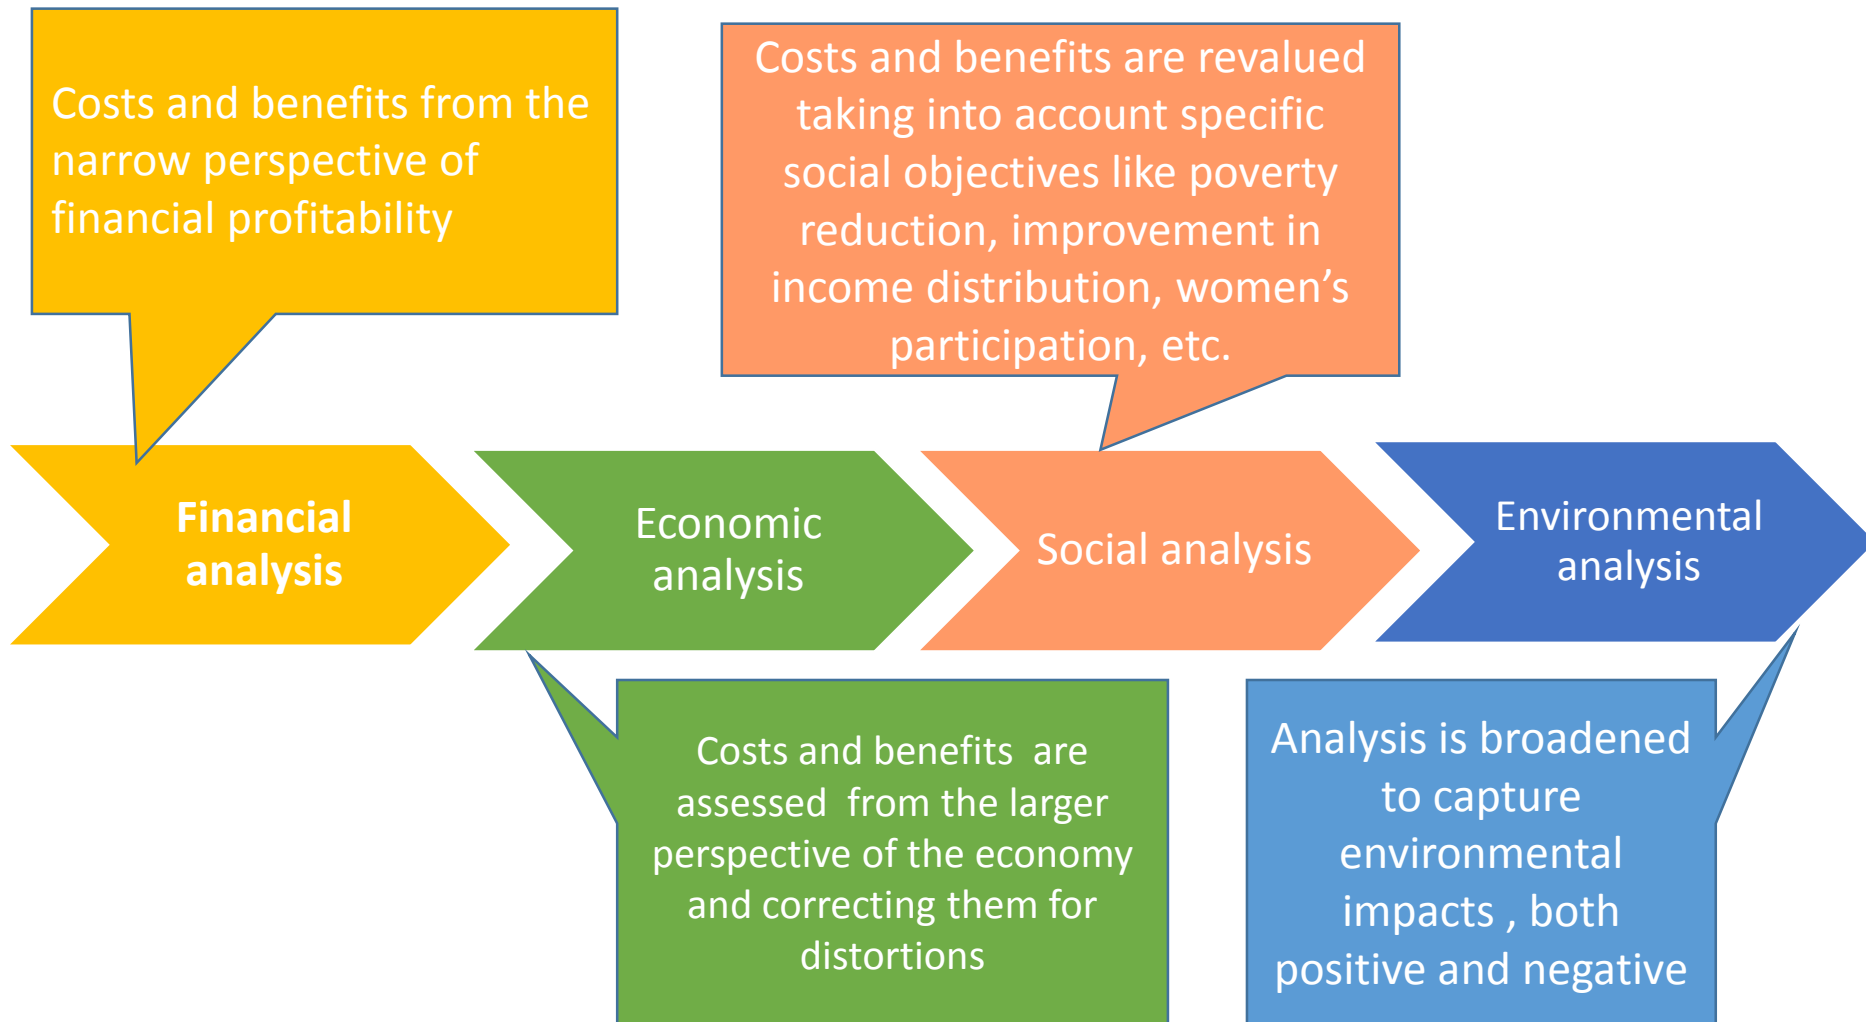 Costs and benefits from the
narrow perspective of
financial profitability
Costs and benefits are revalued
taking into account specific
social objectives like poverty
reduction, improvement in
income distribution, women’s
participation, etc.
Financial
analysis
Economic
analysis
Social analysis
Environmental
analysis
Costs and benefits  are
assessed  from the larger
perspective of the economy
and correcting them for
distortions
Analysis is broadened
to capture
environmental
impacts , both
positive and negative